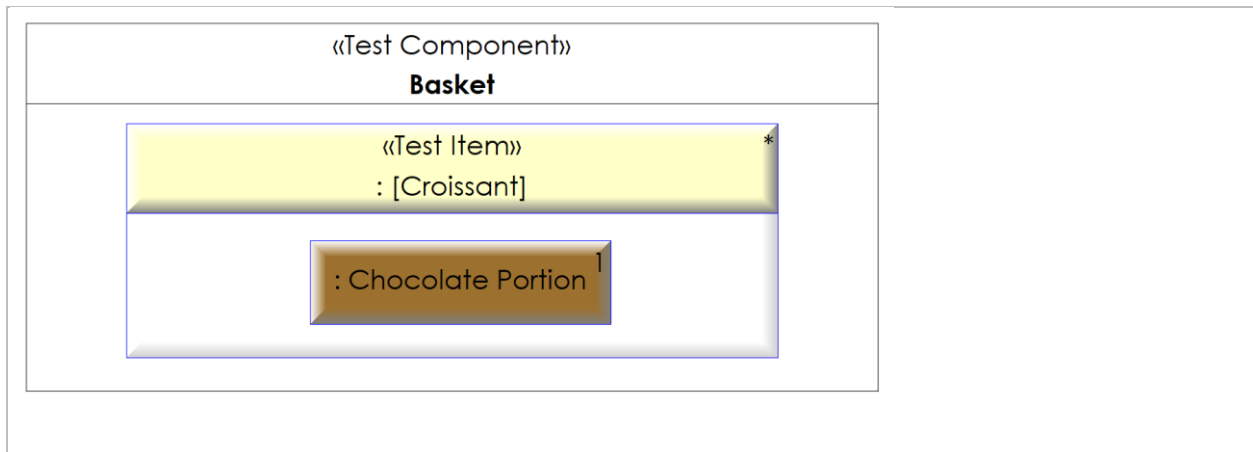 «Test Component»
Basket
«Test Item»
*
: [Croissant]
1
: Chocolate Portion